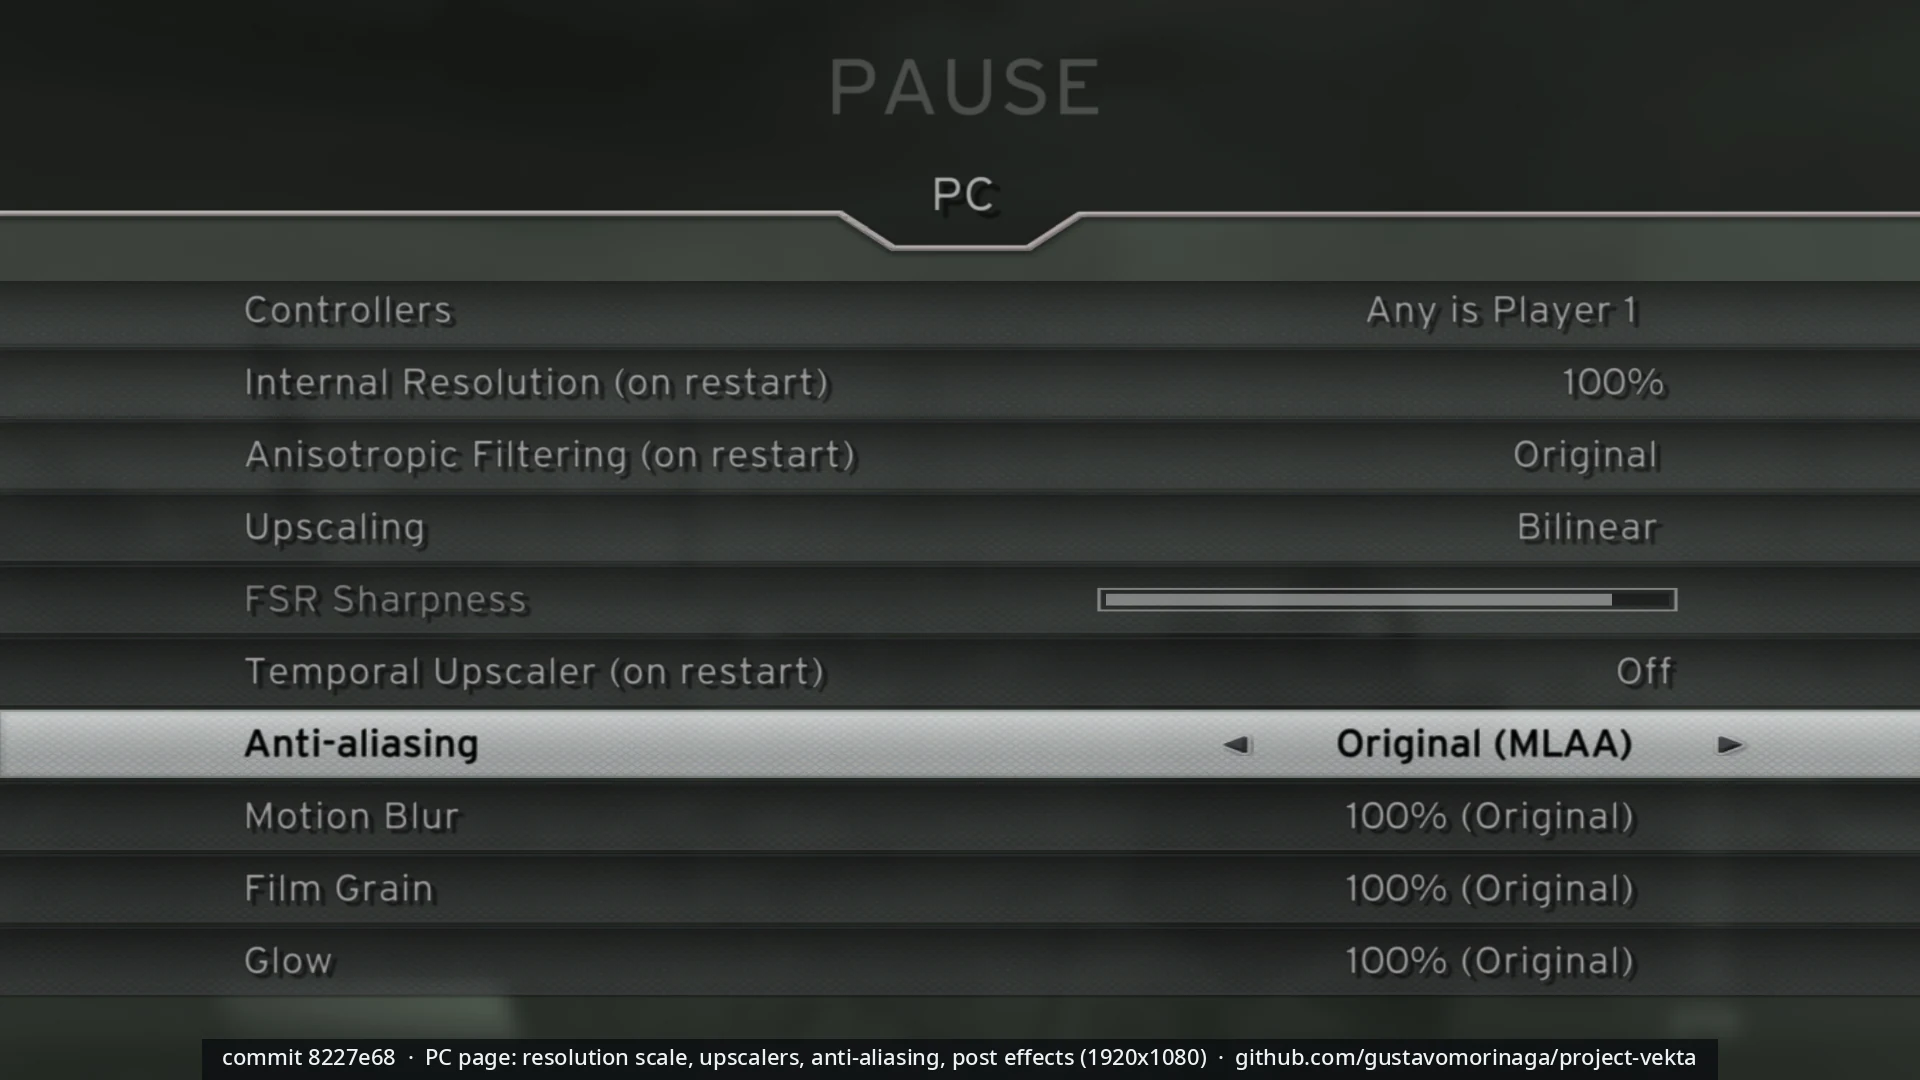 PAUSE
PC
Controllers Any is Player 1
Internal Resolution (on restart) 100%
Anisotropic Filtering (on restart) Original
Upscaling Bilinear
FSR Sharpness
Temporal Upscaler (on restart) Off
Anti-aliasing Original (MLAA)
Motion Blur 100% (Original)
Film Grain 100% (Original)
Glow 100% (Original)
commit 8227e68 · PC page: resolution scale, upscalers, anti-aliasing, post effects (1920x1080) · github.com/gustavomorinaga/project-vekta